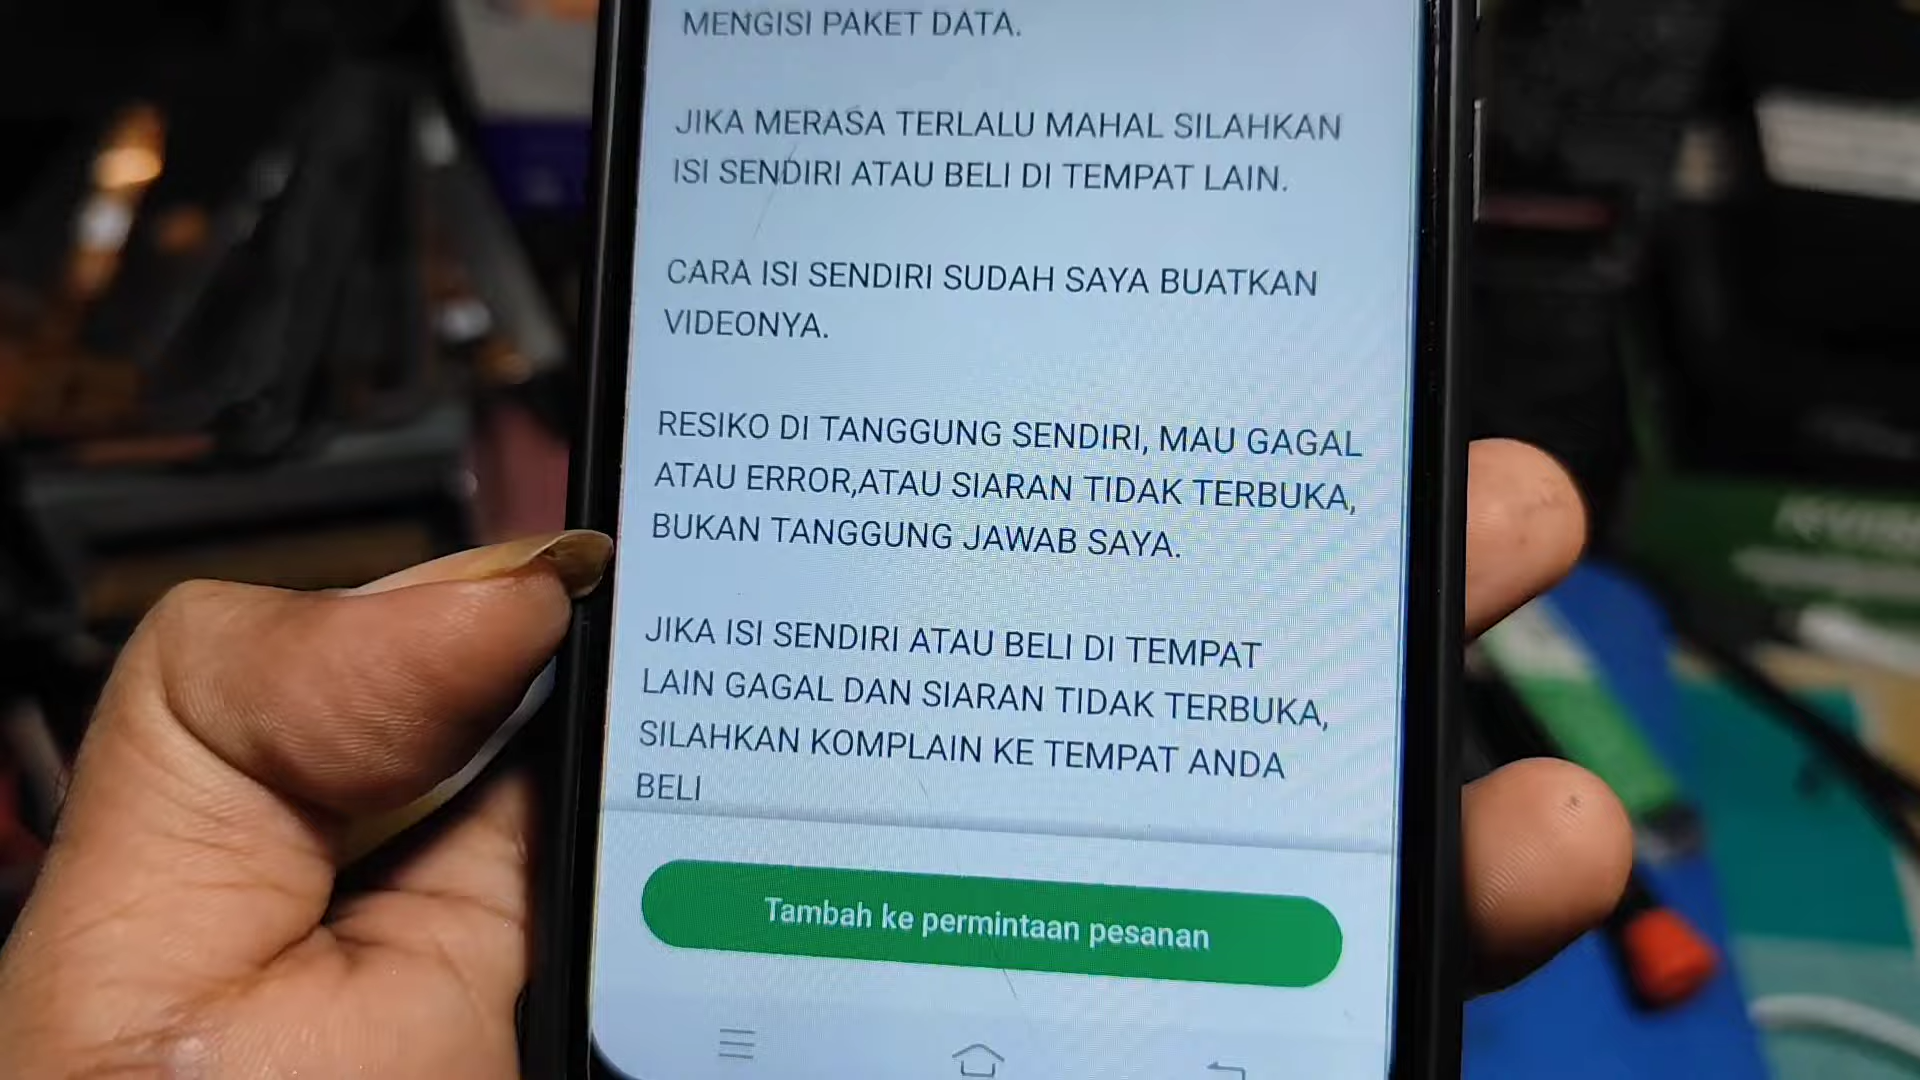 MENGISI PAKET DATA.
JIKA MERASA TERLALU MAHAL SILAHKAN
ISI SENDIRI ATAU BELI DI TEMPAT LAIN.
CARA ISI SENDIRI SUDAH SAYA BUATKAN
VIDEONYA.
RESIKO DI TANGGUNG SENDIRI, MAU GAGAL
ATAU ERROR,ATAU SIARAN TIDAK TERBUKA,
BUKAN TANGGUNG JAWAB SAYA.
JIKA ISI SENDIRI ATAU BELI DI TEMPAT
LAIN GAGAL DAN SIARAN TIDAK TERBUKA,
SILAHKAN KOMPLAIN KE TEMPAT ANDA
BELI
Tambah ke permintaan pesanan